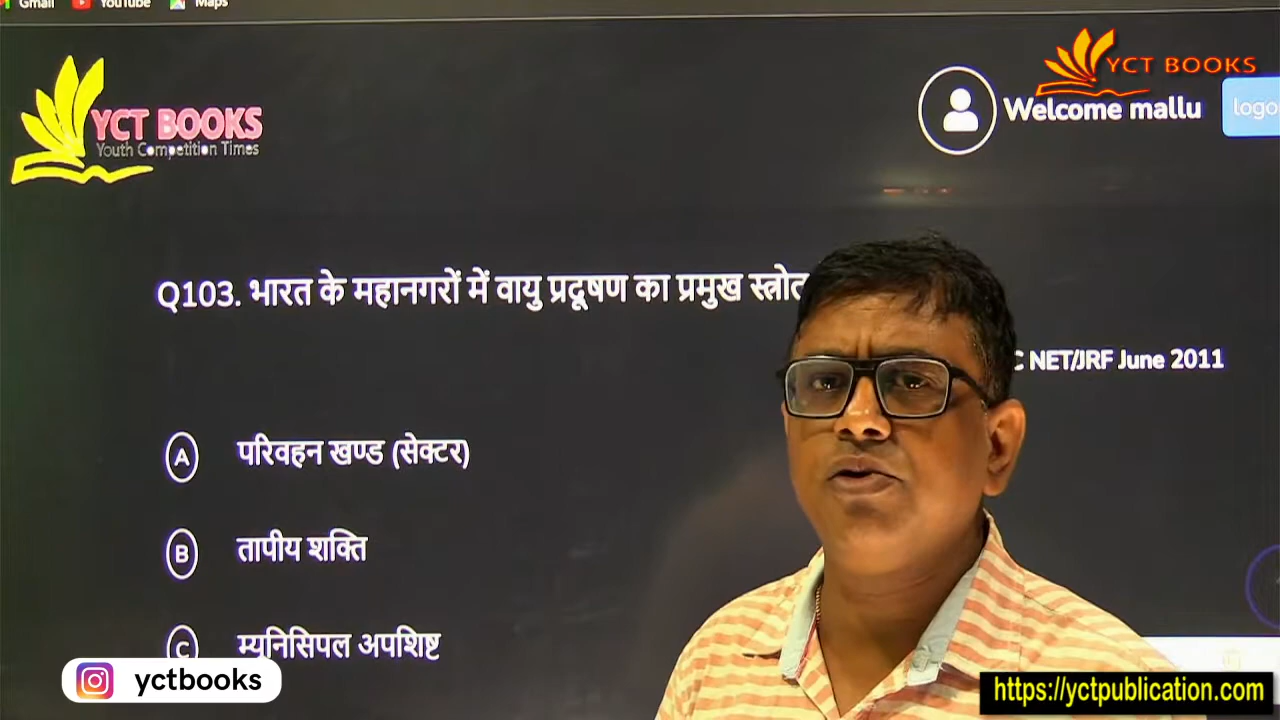 Gmail
YouTube
Maps
YCT BOOKS
Youth Competition Times
YCT BOOKS
Welcome mallu
logo
Q103. भारत के महानगरों में वायु प्रदूषण का प्रमुख स्त्रोत
NET/JRF June 2011
A परिवहन खण्ड (सेक्टर)
B तापीय शक्ति
C म्युनिसिपल अपशिष्ट
yctbooks
https://yctpublication.com